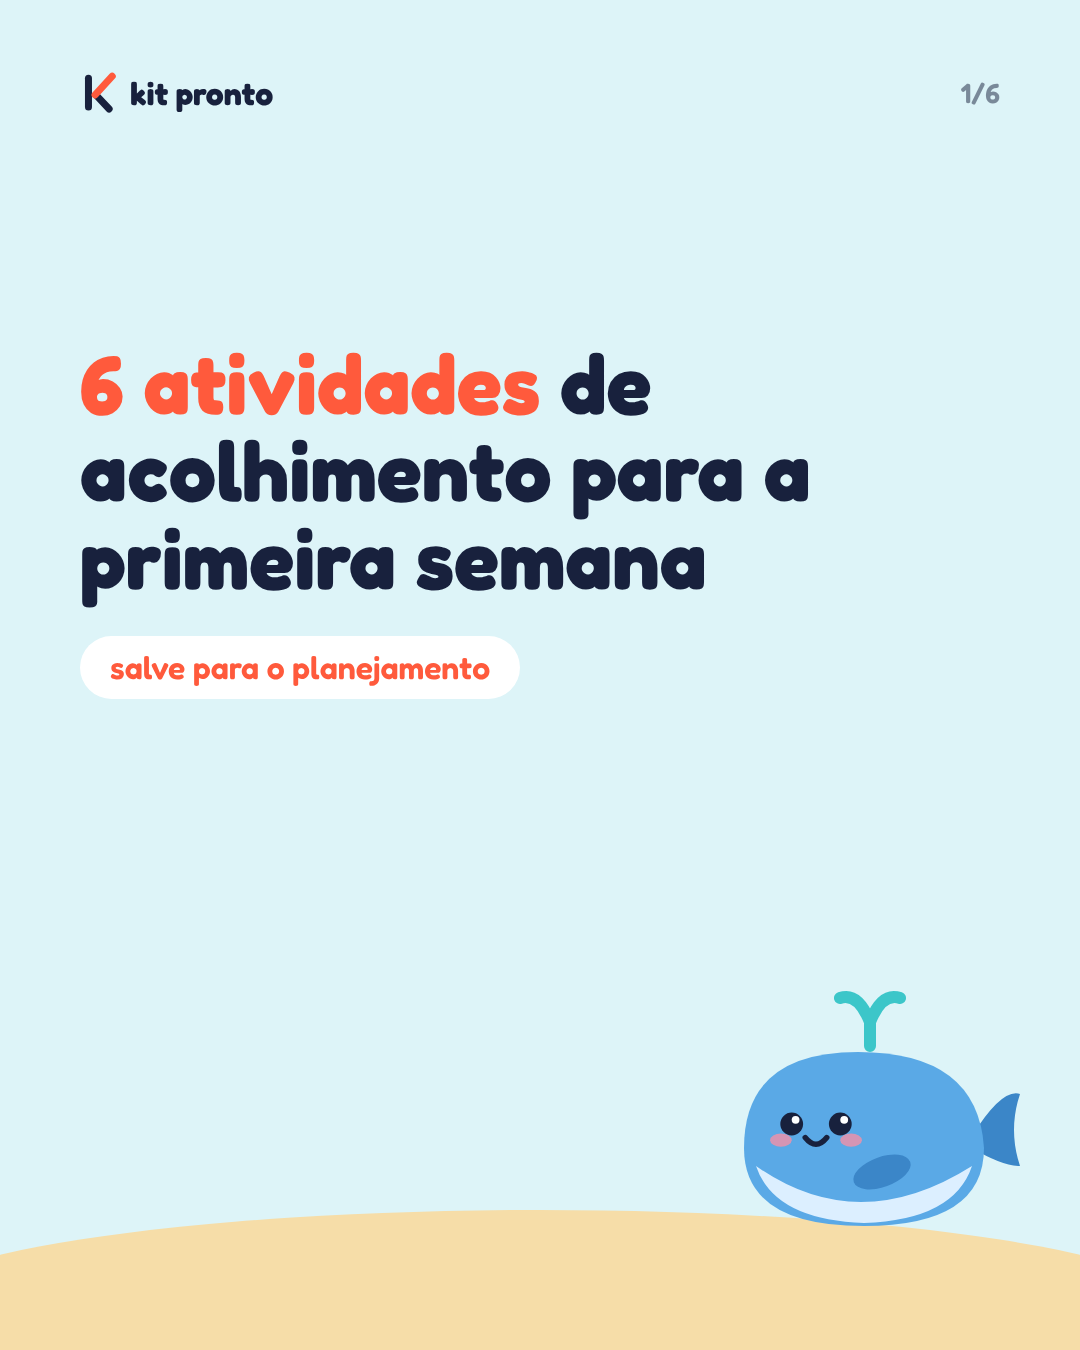 kit pronto
1/6
6 atividades de
acolhimento para a
primeira semana
salve para o planejamento